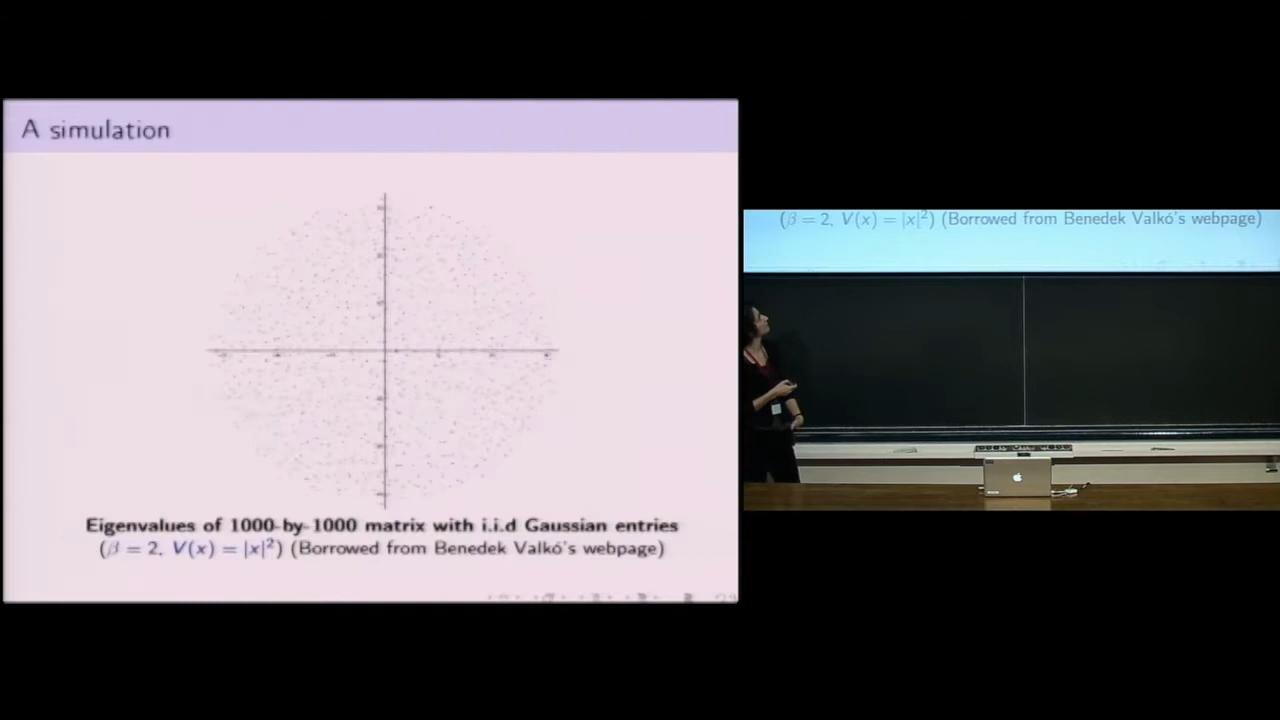 A simulation
Eigenvalues of 1000-by-1000 matrix with i.i.d Gaussian entries
(β = 2, V(x) = |x|²) (Borrowed from Benedek Valkó's webpage)
(β = 2, V(x) = |x|²) (Borrowed from Benedek Valkó's webpage)